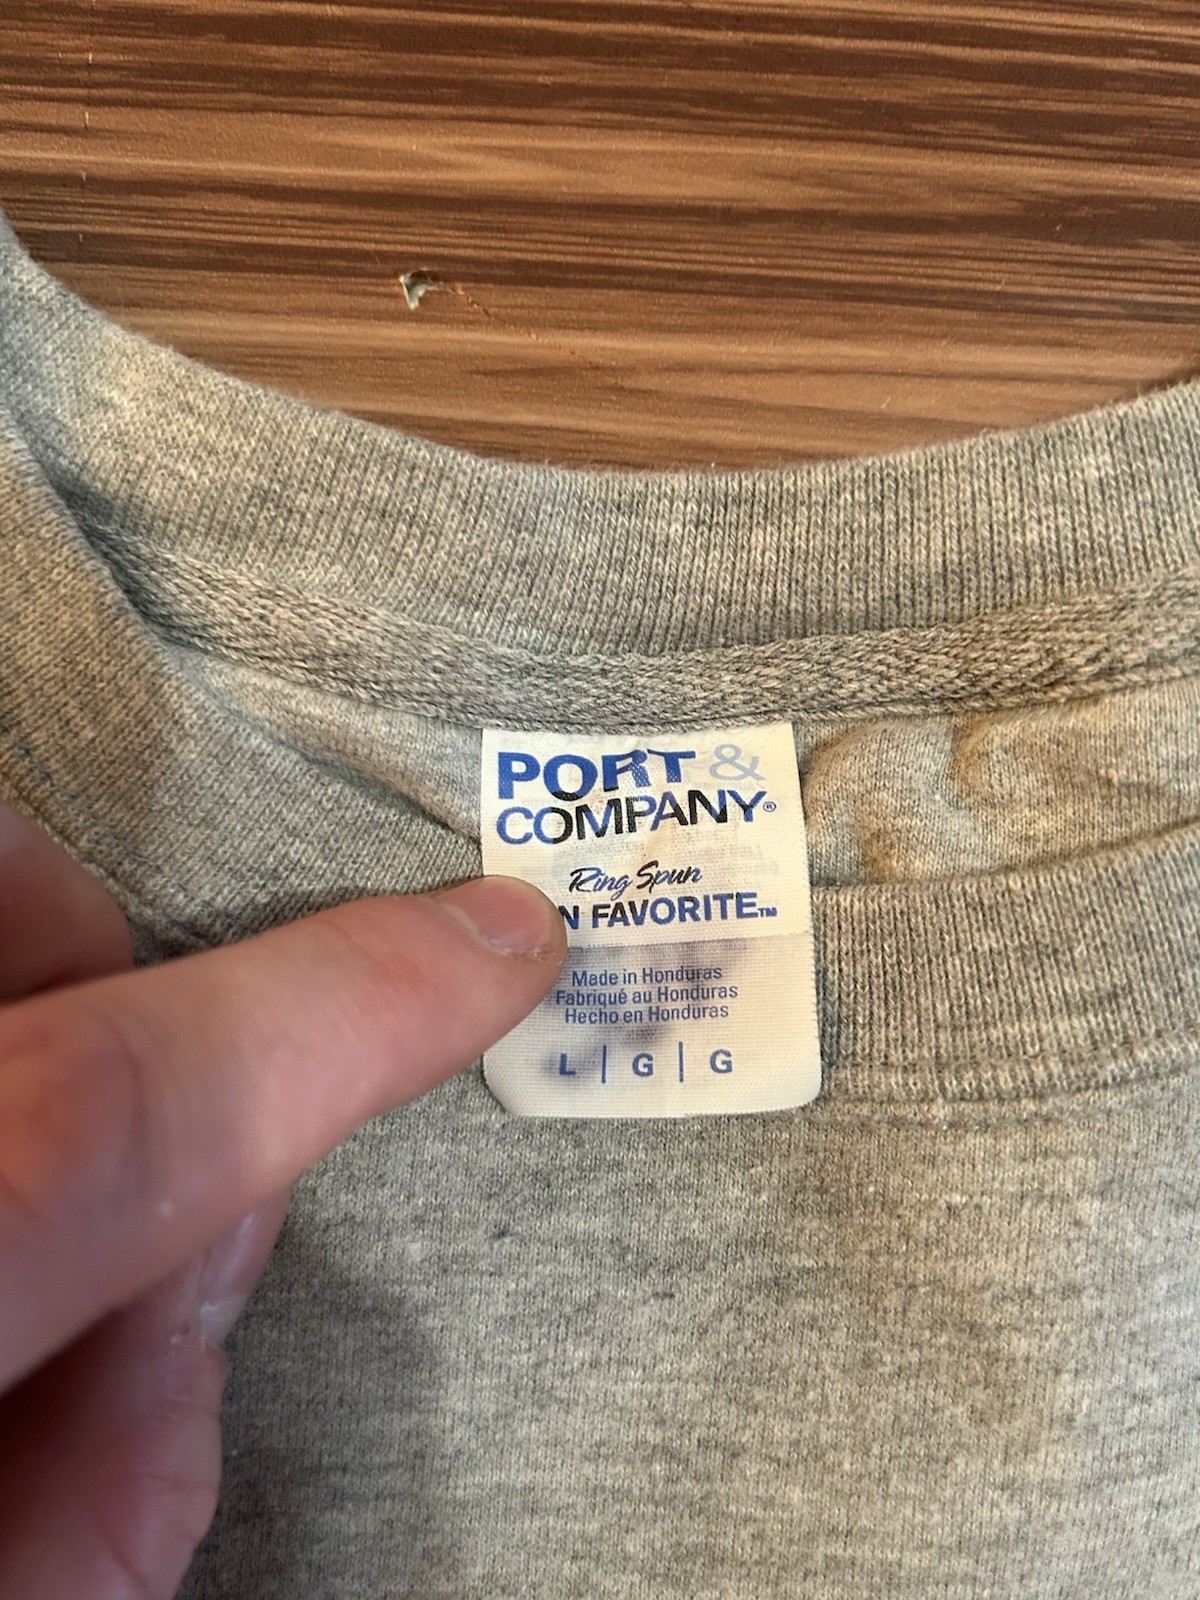 PORT &
COMPANY®
Ring Spun
N FAVORITE™
Made in Honduras
Fabriqué au Honduras
Hecho en Honduras
L | G | G